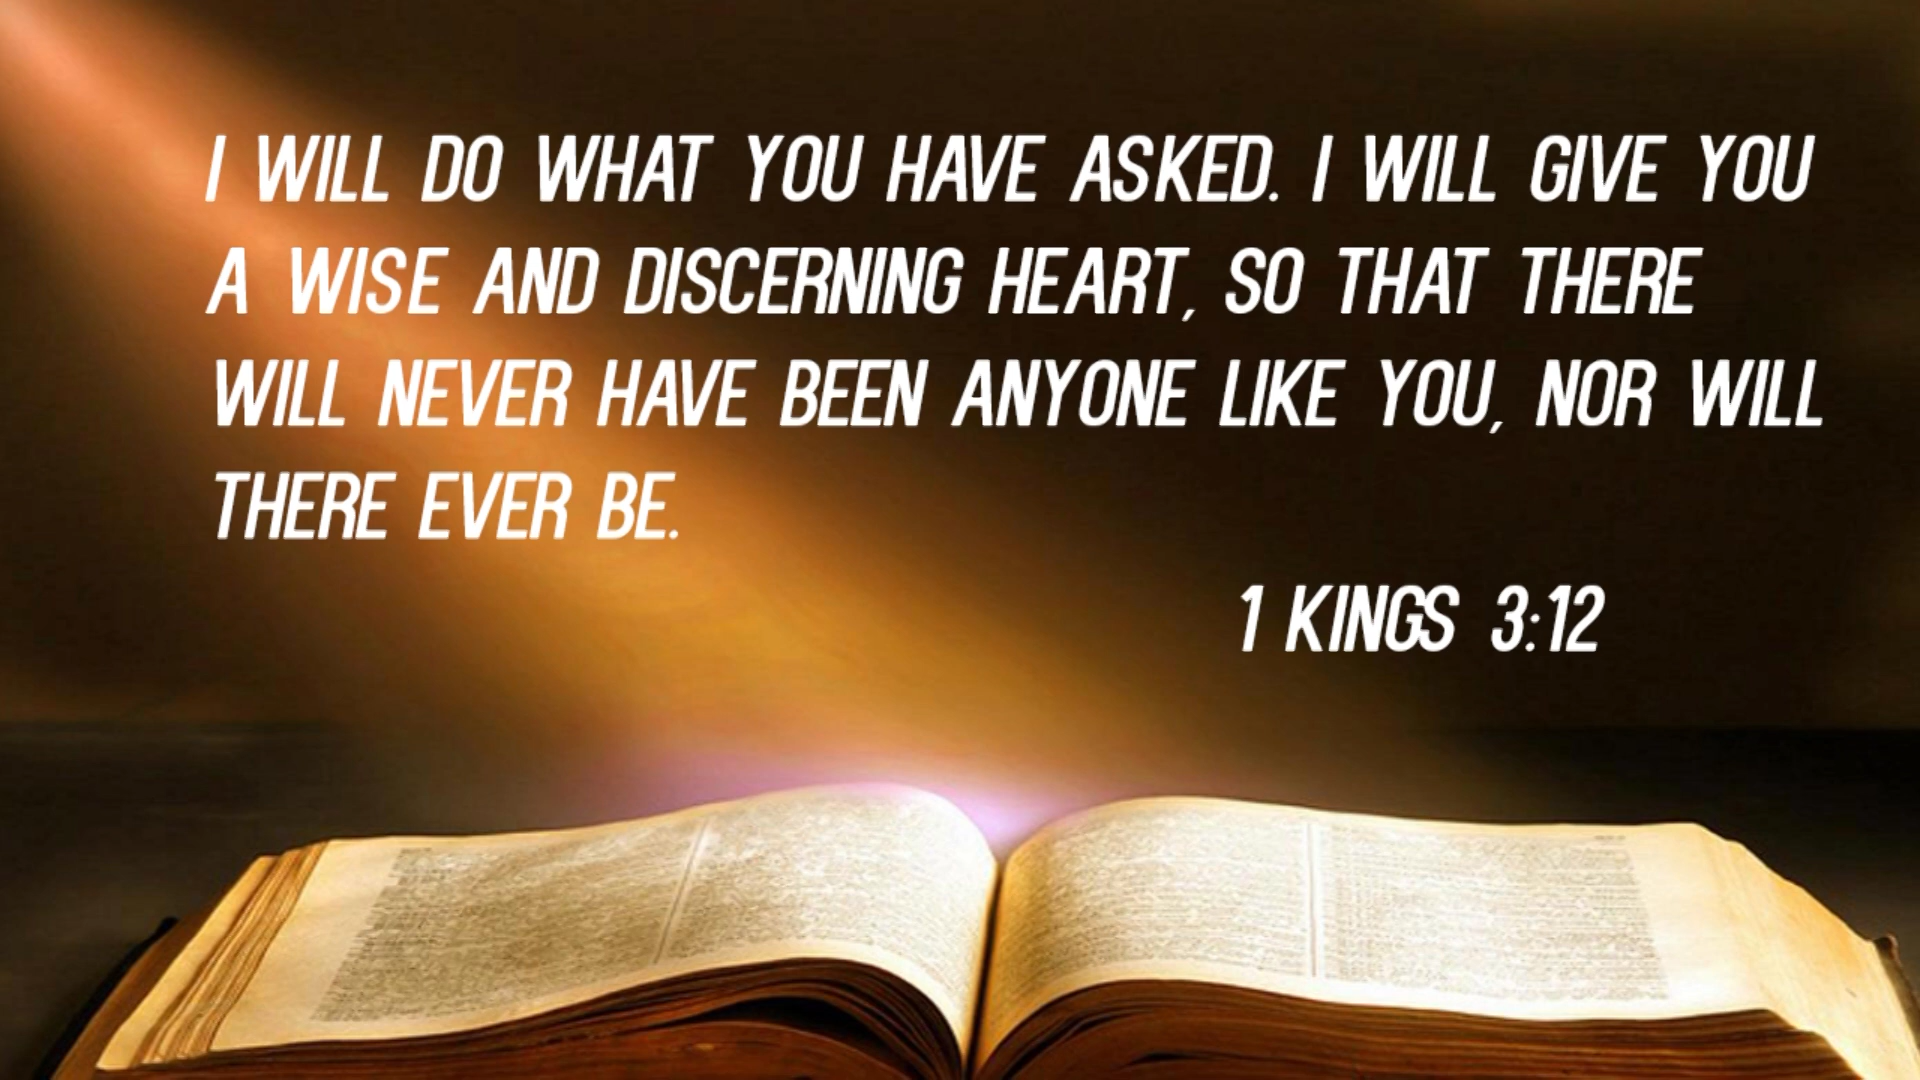 I WILL DO WHAT YOU HAVE ASKED. I WILL GIVE YOU
A WISE AND DISCERNING HEART, SO THAT THERE
WILL NEVER HAVE BEEN ANYONE LIKE YOU, NOR WILL
THERE EVER BE.
1 KINGS 3:12